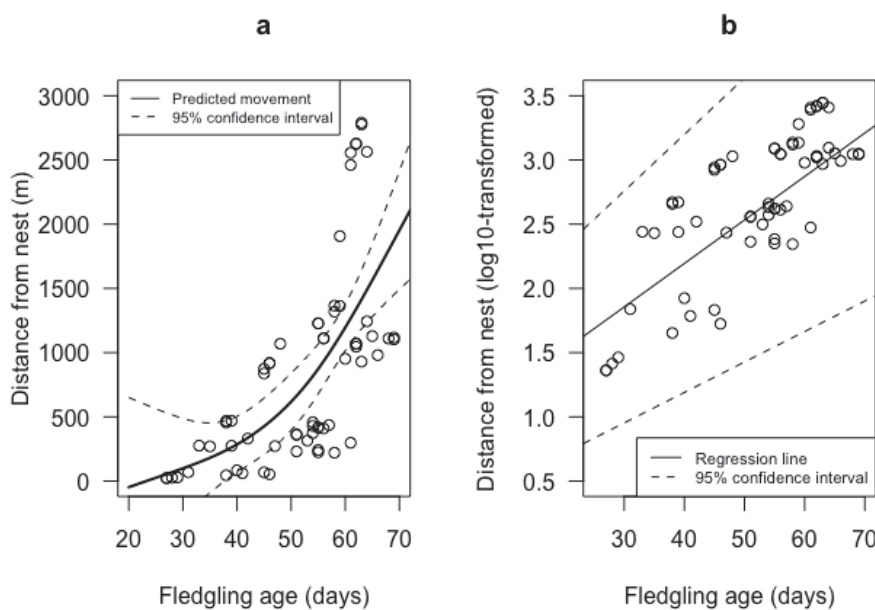 a
Distance from nest (m)
3000
2500
2000
1500
1000
500
0
Predicted movement
95% confidence interval
20 30 40 50 60 70
Fledgling age (days)
b
Distance from nest (log10-transformed)
3.5
3.0
2.5
2.0
1.5
1.0
0.5
Regression line
95% confidence interval
30 40 50 60 70
Fledgling age (days)